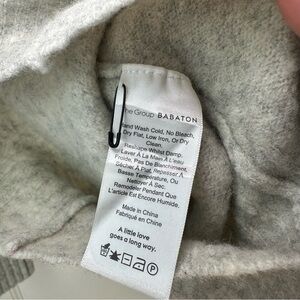 The Group BABATON
Hand Wash Cold, No Bleach,
Dry Flat, Low Iron, Or Dry
Clean.
Reshape Whilst Damp.
Laver À La Main À L'eau
Froide, Pas De Blanchiment,
Sécher À Plat, Repasser À
Basse Température, Ou
Nettoyer À Sec.
Remodeler Pendant Que
L'article Est Encore Humide.
Made in China
Fabriqué en Chine
A little love
goes a long way.